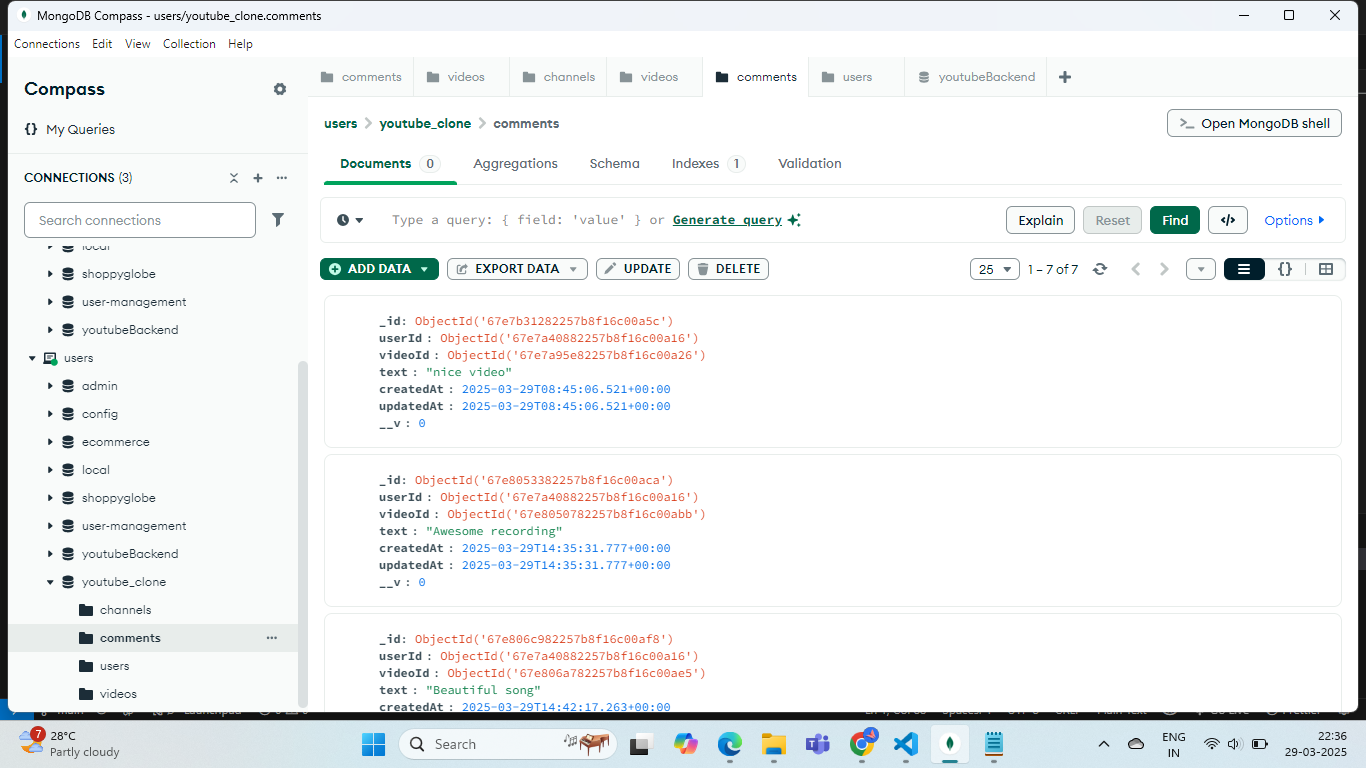 MongoDB Compass - users/youtube_clone.comments
Connections Edit View Collection Help
Compass
My Queries
CONNECTIONS (3)
Search connections
local
shoppyglobe
user-management
youtubeBackend
users
admin
config
ecommerce
local
shoppyglobe
user-management
youtubeBackend
youtube_clone
channels
comments
users
videos
comments videos channels videos comments users youtubeBackend
users youtube_clone comments
>_ Open MongoDB shell
Documents 0 Aggregations Schema Indexes 1 Validation
Type a query: { field: 'value' } or Generate query
Explain Reset Find </> Options
ADD DATA EXPORT DATA UPDATE DELETE
25 1 – 7 of 7 {}
_id: ObjectId('67e7b31282257b8f16c00a5c')
userId : ObjectId('67e7a40882257b8f16c00a16')
videoId : ObjectId('67e7a95e82257b8f16c00a26')
text : "nice video"
createdAt : 2025-03-29T08:45:06.521+00:00
updatedAt : 2025-03-29T08:45:06.521+00:00
__v : 0
_id: ObjectId('67e8053382257b8f16c00aca')
userId : ObjectId('67e7a40882257b8f16c00a16')
videoId : ObjectId('67e8050782257b8f16c00abb')
text : "Awesome recording"
createdAt : 2025-03-29T14:35:31.777+00:00
updatedAt : 2025-03-29T14:35:31.777+00:00
__v : 0
_id: ObjectId('67e806c982257b8f16c00af8')
userId : ObjectId('67e7a40882257b8f16c00a16')
videoId : ObjectId('67e806a782257b8f16c00ae5')
text : "Beautiful song"
createdAt : 2025-03-29T14:42:17.263+00:00
7
28°C
Partly cloudy
Search
ENG
IN
22:36
29-03-2025